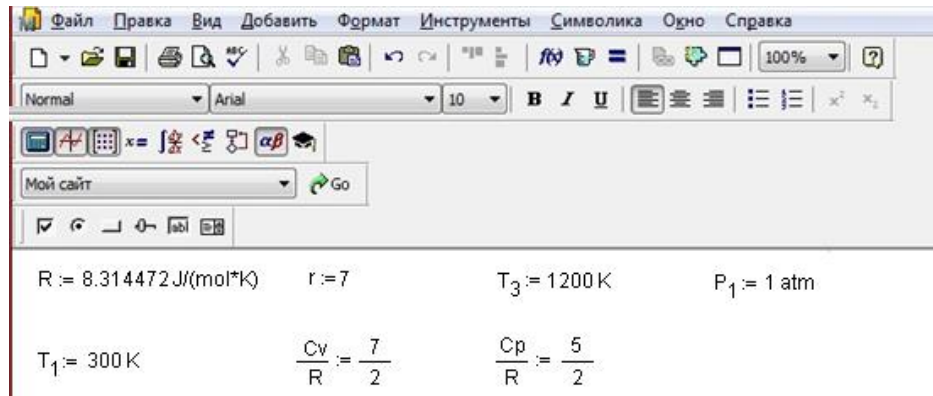 Файл Правка Вид Добавить Формат Инструменты Символика Окно Справка
100%
Normal Arial 10 B I U
αβ
Мой сайт Go
R := 8.314472 J/(mol*K) r := 7 T₃ := 1200 K P₁ := 1 atm
T₁ := 300 K Cv/R := 7/2 Cp/R := 5/2